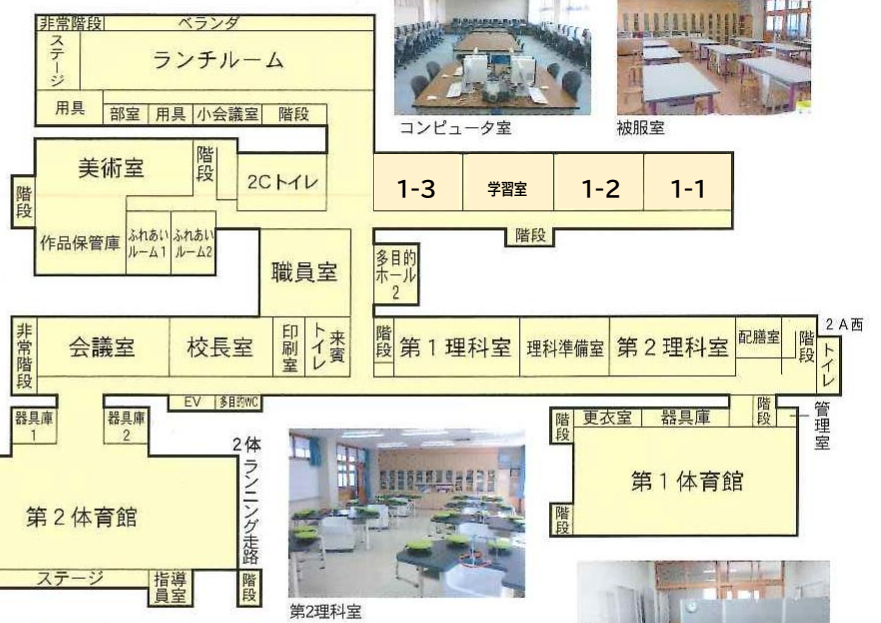 非常階段
ベランダ
ステージ
ランチルーム
用具
部室
用具
小会議室
階段
コンピュータ室
被服室
美術室
階段
2Cトイレ
階段
作品保管庫
ふれあい
ルーム1
ふれあい
ルーム2
1-3
学習室
1-2
1-1
階段
職員室
多目的
ホール
2
非常階段
会議室
校長室
印刷室
来賓
トイレ
階段
第1理科室
理科準備室
第2理科室
配膳室
階段
2A西
トイレ
EV
多目的WC
器具庫
1
器具庫
2
2体
ランニング走路
第2体育館
ステージ
指導
員室
階段
第2理科室
階段
更衣室
器具庫
階段
管理室
第1体育館
階段